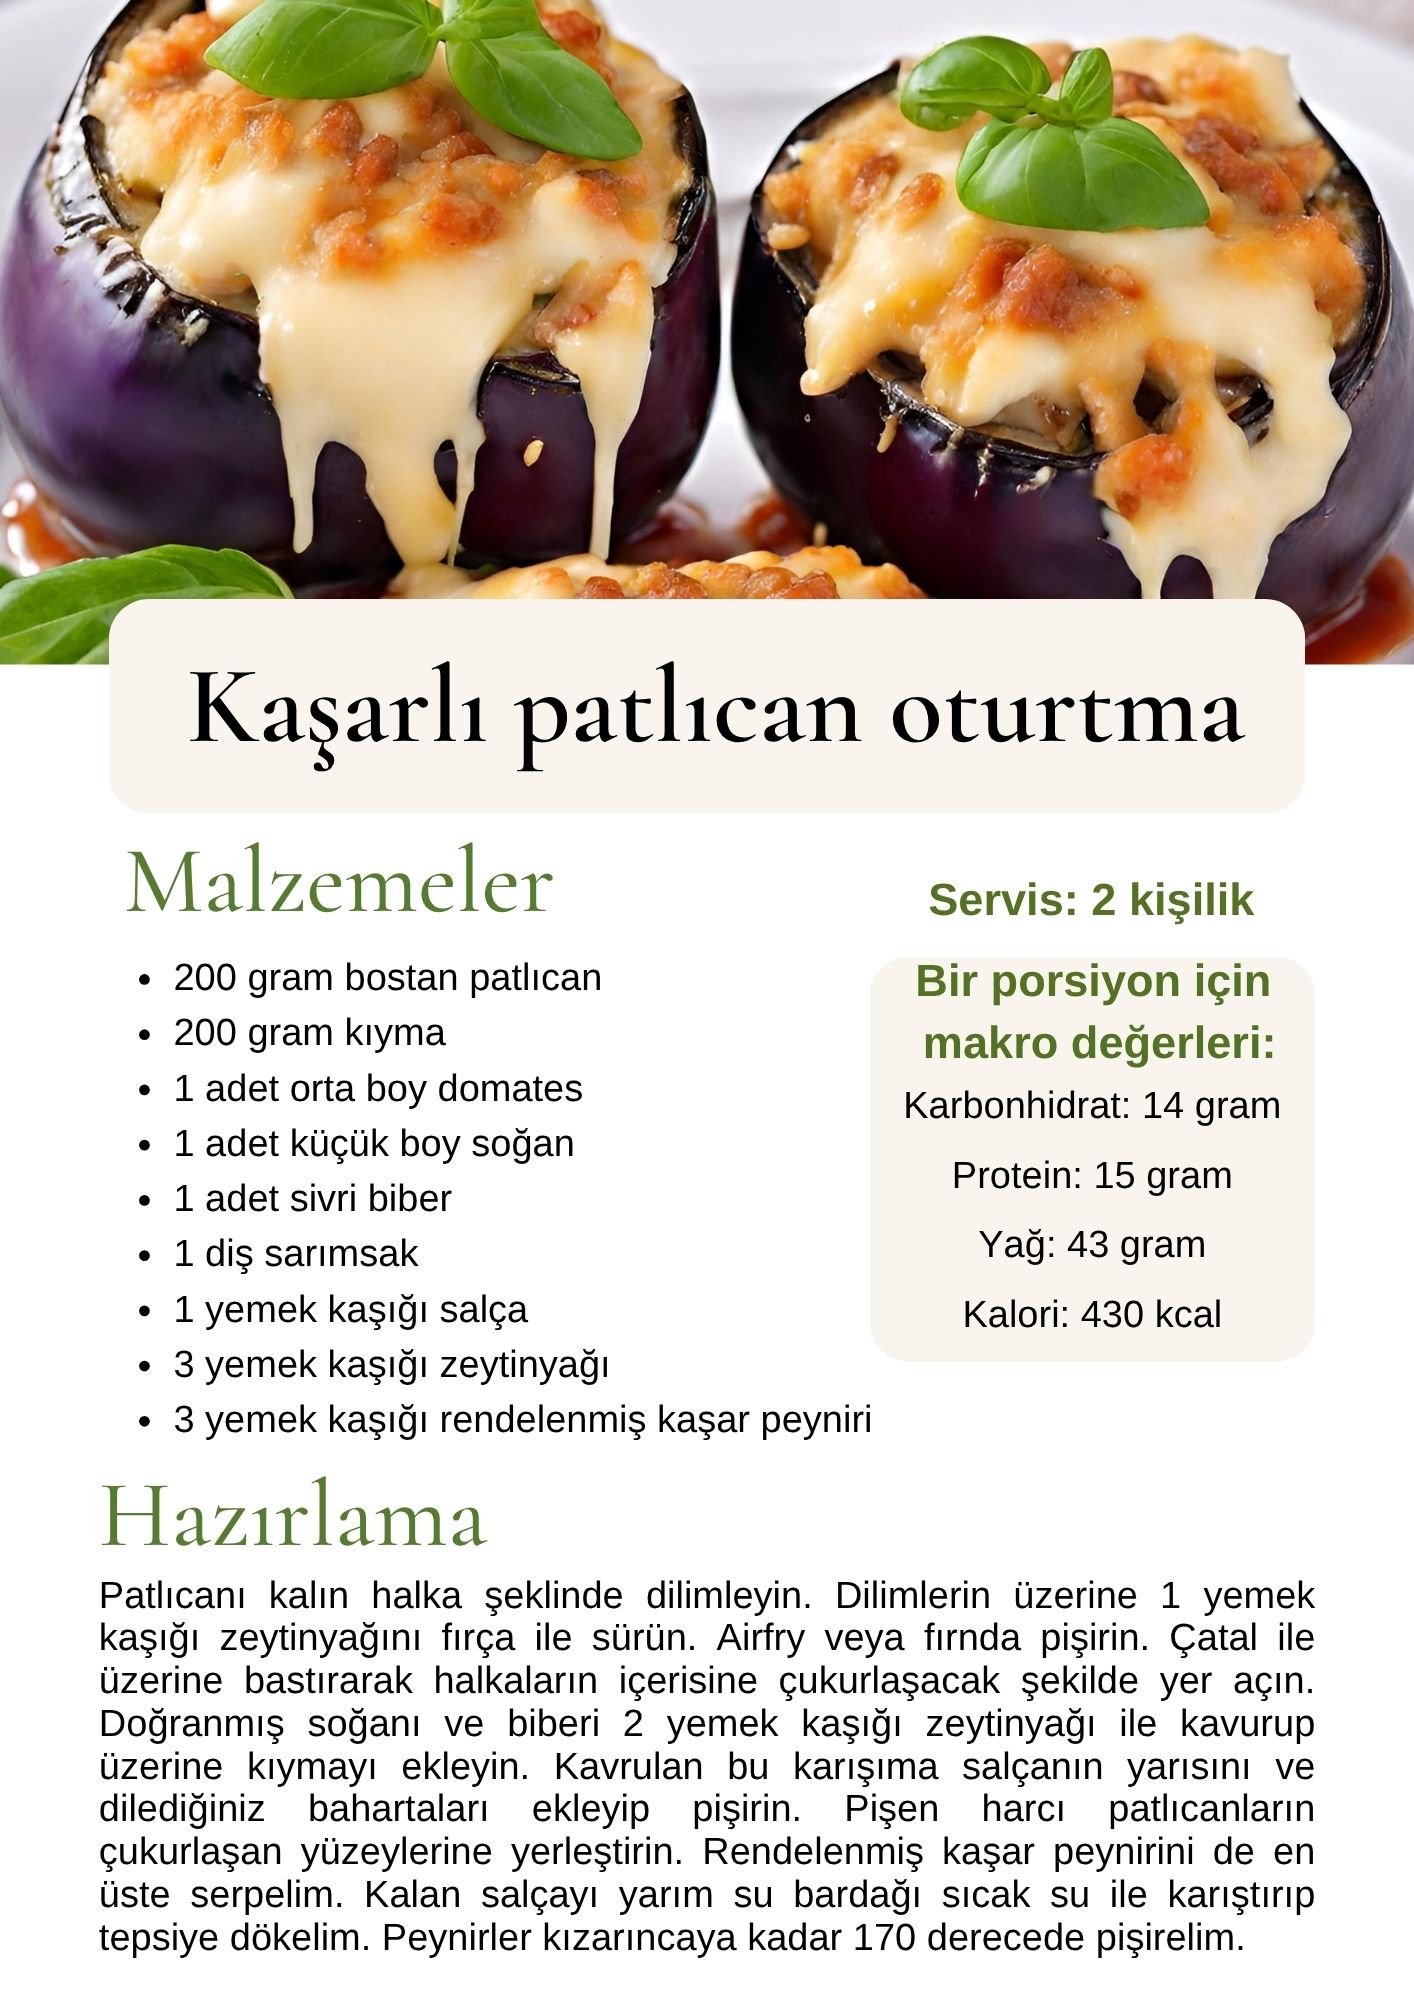 Kaşarlı patlıcan oturtma
Malzemeler
• 200 gram bostan patlıcan
• 200 gram kıyma
• 1 adet orta boy domates
• 1 adet küçük boy soğan
• 1 adet sivri biber
• 1 diş sarımsak
• 1 yemek kaşığı salça
• 3 yemek kaşığı zeytinyağı
• 3 yemek kaşığı rendelenmiş kaşar peyniri
Servis: 2 kişilik
Bir porsiyon için
makro değerleri:
Karbonhidrat: 14 gram
Protein: 15 gram
Yağ: 43 gram
Kalori: 430 kcal
Hazırlama
Patlıcanı kalın halka şeklinde dilimleyin. Dilimlerin üzerine 1 yemek
kaşığı zeytinyağını fırça ile sürün. Airfry veya fırnda pişirin. Çatal ile
üzerine bastırarak halkaların içerisine çukurlaşacak şekilde yer açın.
Doğranmış soğanı ve biberi 2 yemek kaşığı zeytinyağı ile kavurup
üzerine kıymayı ekleyin. Kavrulan bu karışıma salçanın yarısını ve
dilediğiniz bahartaları ekleyip pişirin. Pişen harcı patlıcanların
çukurlaşan yüzeylerine yerleştirin. Rendelenmiş kaşar peynirini de en
üste serpelim. Kalan salçayı yarım su bardağı sıcak su ile karıştırıp
tepsiye dökelim. Peynirler kızarıncaya kadar 170 derecede pişirelim.